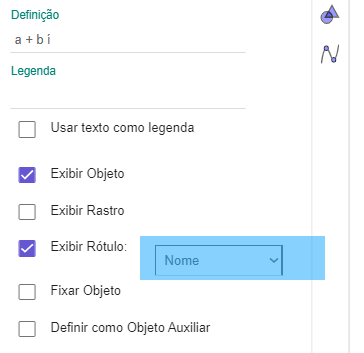 Definição
a + b í
Legenda
Usar texto como legenda
Exibir Objeto
Exibir Rastro
Exibir Rótulo: Nome
Fixar Objeto
Definir como Objeto Auxiliar